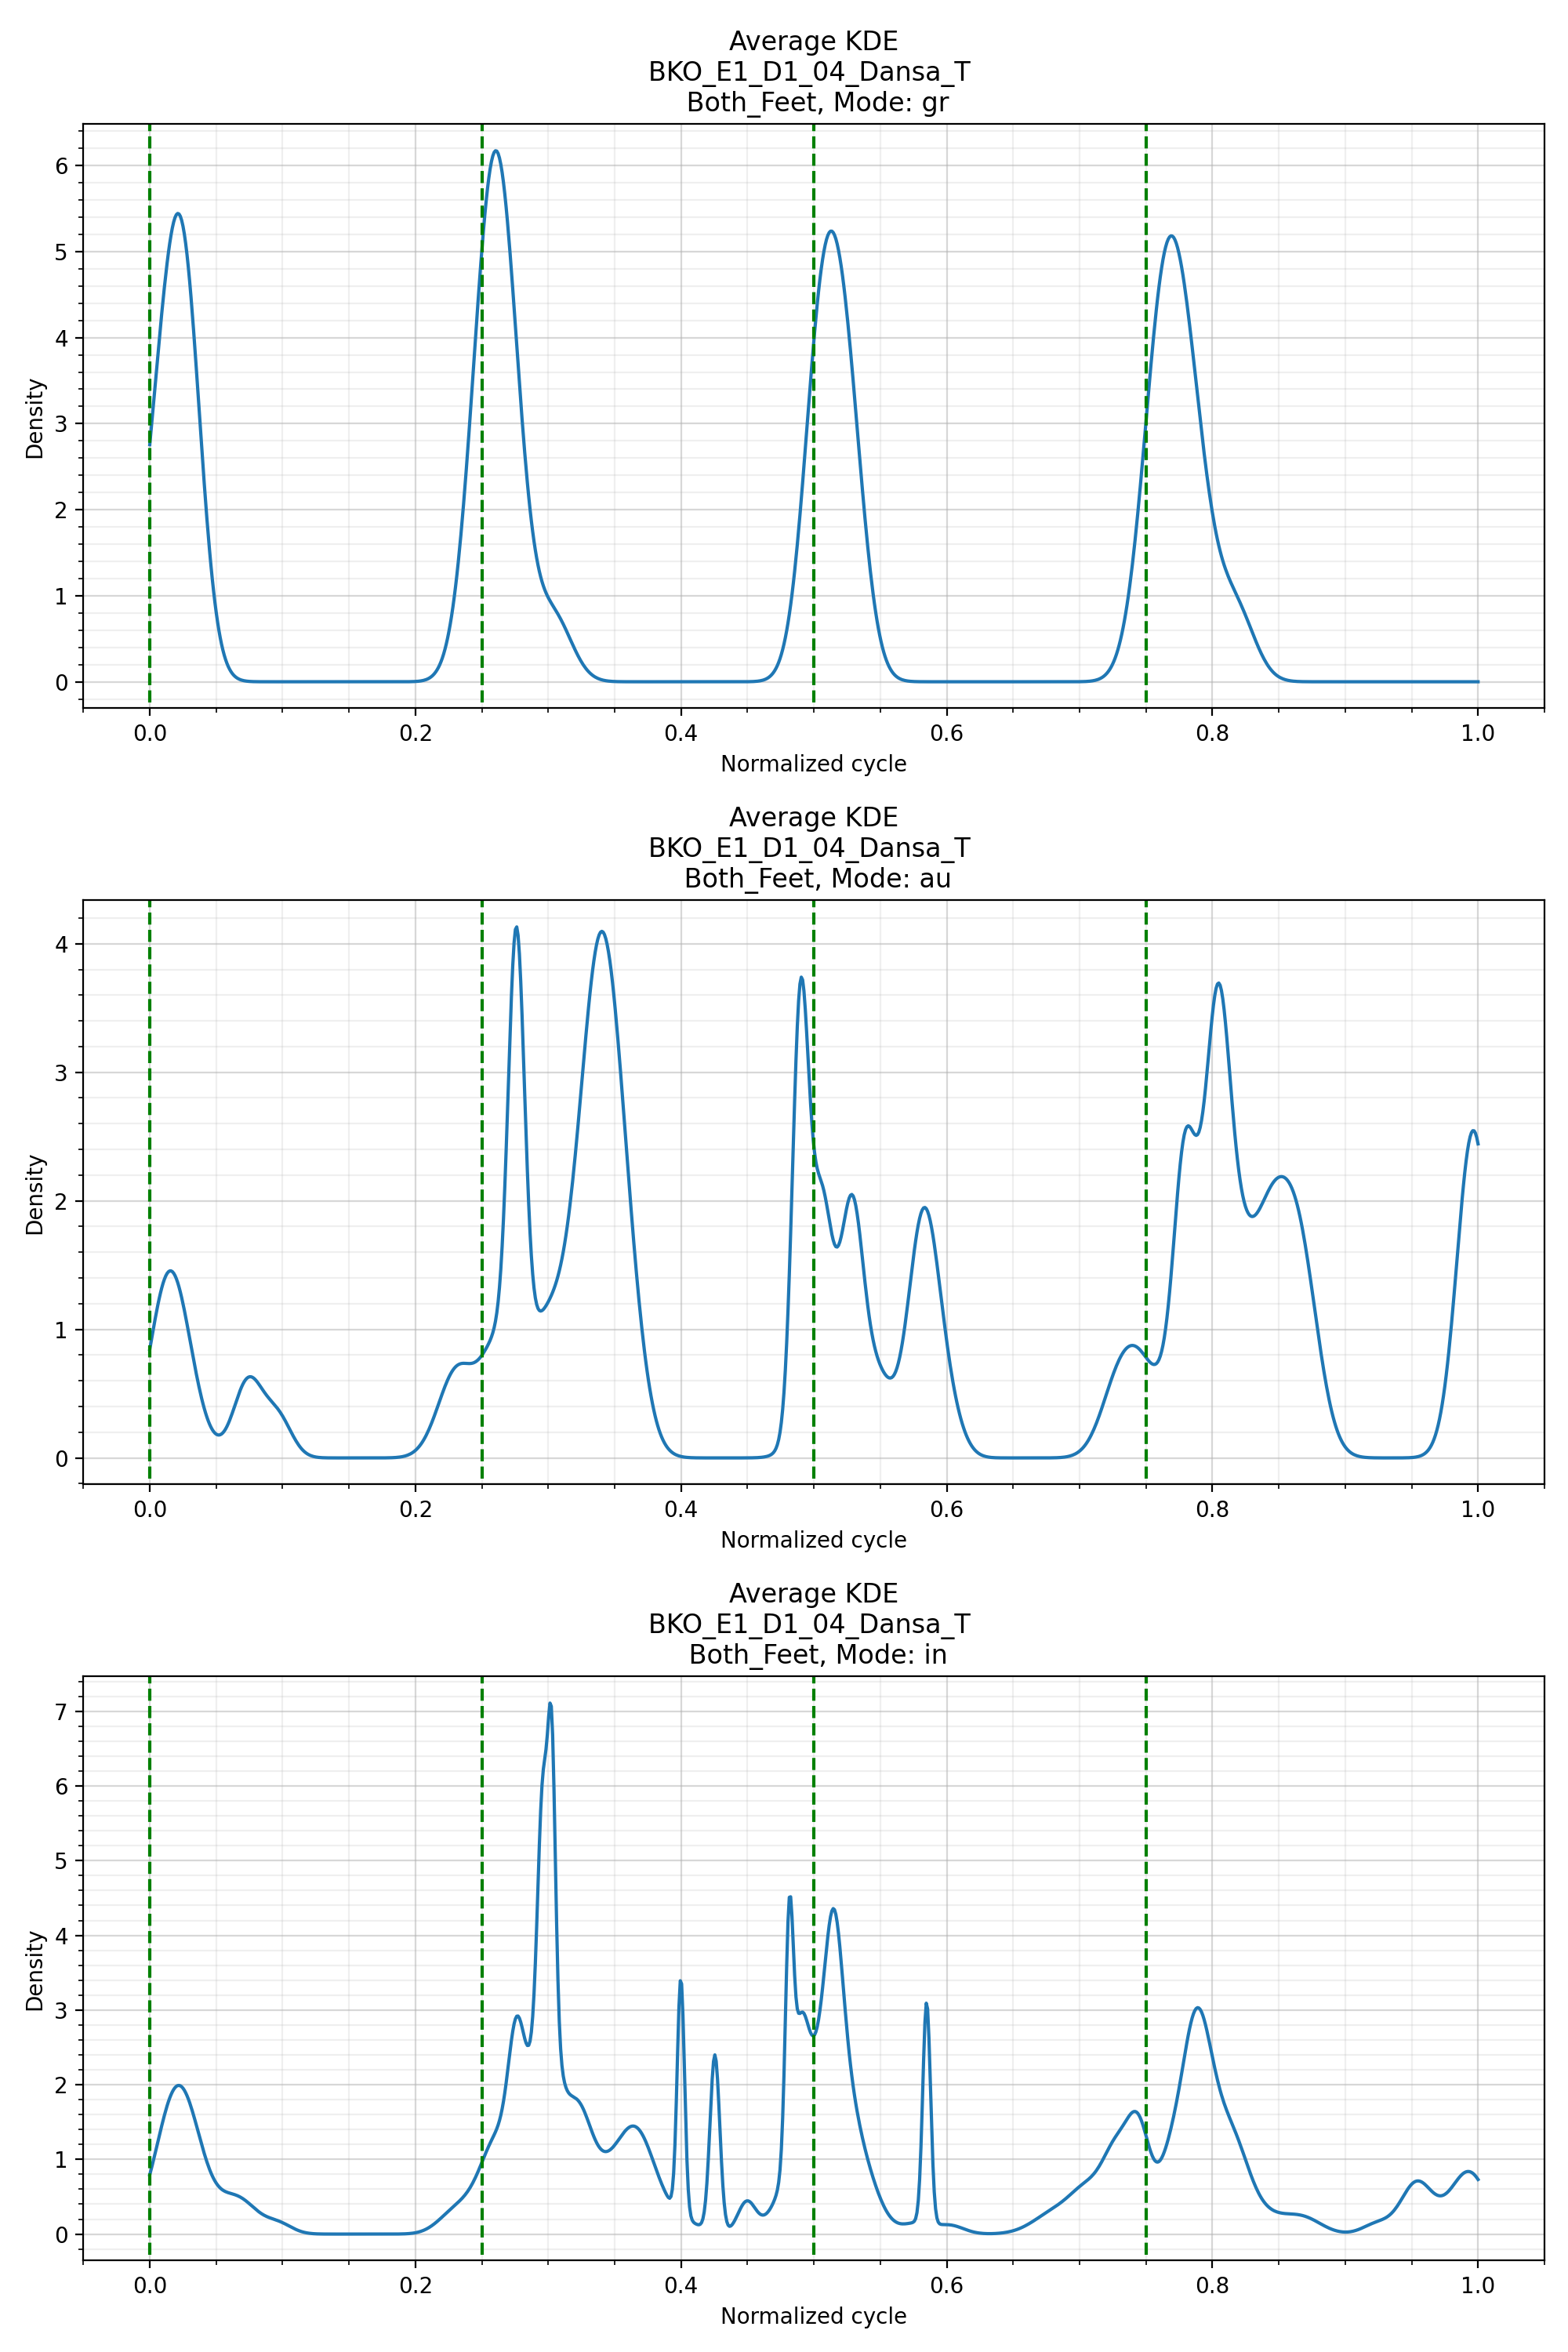 Average KDE
BKO_E1_D1_04_Dansa_T
Both_Feet, Mode: gr
6
5
4
3
2
1
0
Density
0.0 0.2 0.4 0.6 0.8 1.0
Normalized cycle
Average KDE
BKO_E1_D1_04_Dansa_T
Both_Feet, Mode: au
4
3
2
1
0
Density
0.0 0.2 0.4 0.6 0.8 1.0
Normalized cycle
Average KDE
BKO_E1_D1_04_Dansa_T
Both_Feet, Mode: in
7
6
5
4
3
2
1
0
Density
0.0 0.2 0.4 0.6 0.8 1.0
Normalized cycle